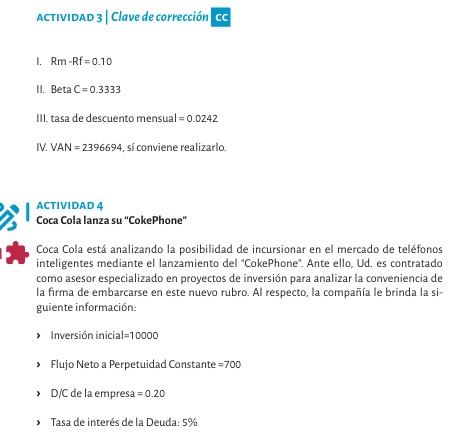 ACTIVIDAD 3 | Clave de corrección CC
I. Rm -Rf = 0.10
II. Beta C = 0.3333
III. tasa de descuento mensual = 0.0242
IV. VAN = 2396694, sí conviene realizarlo.
ACTIVIDAD 4
Coca Cola lanza su “CokePhone”
Coca Cola está analizando la posibilidad de incursionar en el mercado de teléfonos
inteligentes mediante el lanzamiento del “CokePhone”. Ante ello, Ud. es contratado
como asesor especializado en proyectos de inversión para analizar la conveniencia de
la firma de embarcarse en este nuevo rubro. Al respecto, la compañía le brinda la si-
guiente información:
› Inversión inicial=10000
› Flujo Neto a Perpetuidad Constante =700
› D/C de la empresa = 0.20
› Tasa de interés de la Deuda: 5%